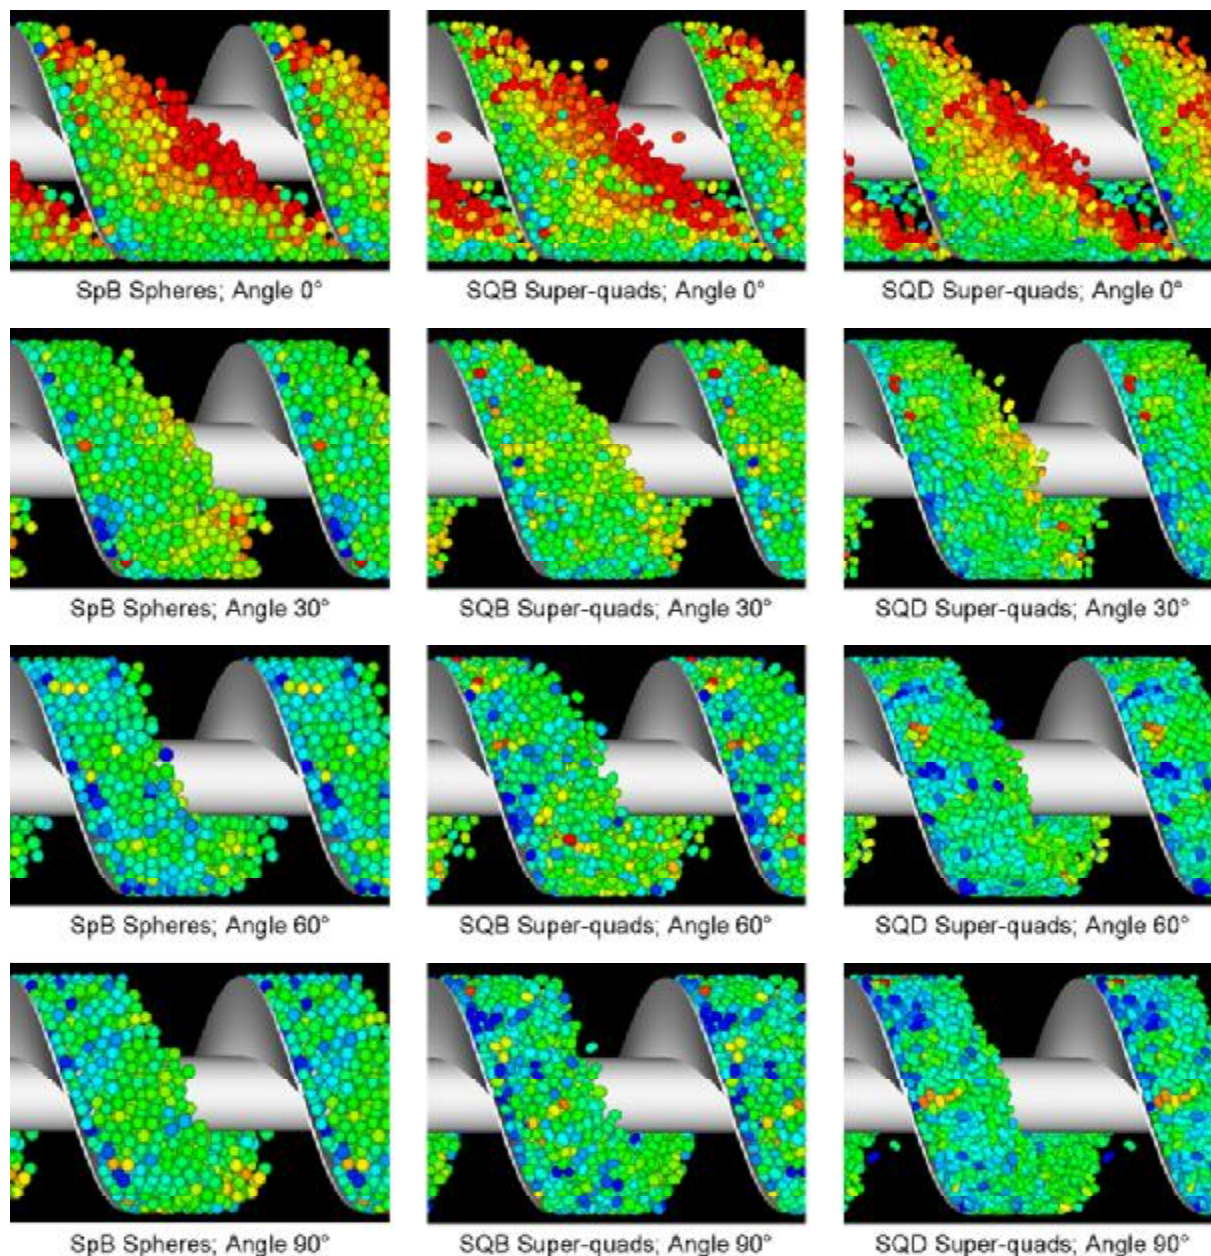 SpB Spheres; Angle 0°
SQB Super-quads; Angle 0°
SQD Super-quads; Angle 0°
SpB Spheres; Angle 30°
SQB Super-quads; Angle 30°
SQD Super-quads; Angle 30°
SpB Spheres; Angle 60°
SQB Super-quads; Angle 60°
SQD Super-quads; Angle 60°
SpB Spheres; Angle 90°
SQB Super-quads; Angle 90°
SQD Super-quads; Angle 90°